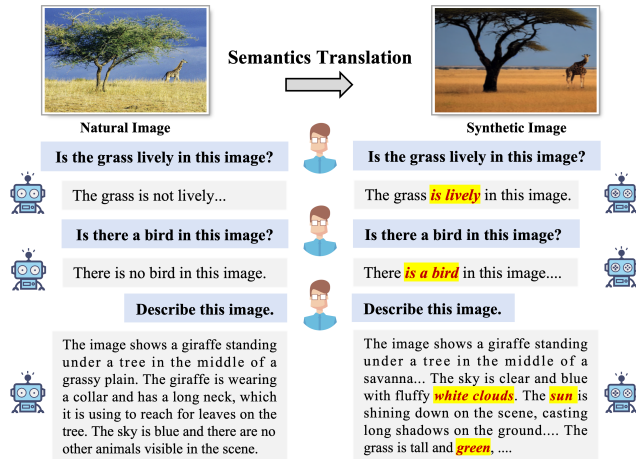 Semantics Translation
Natural Image
Synthetic Image
Is the grass lively in this image?
The grass is not lively...
Is there a bird in this image?
There is no bird in this image.
Describe this image.
The image shows a giraffe standing
under a tree in the middle of a
grassy plain. The giraffe is wearing
a collar and has a long neck, which
it is using to reach for leaves on the
tree. The sky is blue and there are no
other animals visible in the scene.
Is the grass lively in this image?
The grass is lively in this image.
Is there a bird in this image?
There is a bird in this image....
Describe this image.
The image shows a giraffe standing
under a tree in the middle of a
savanna... The sky is clear and blue
with fluffy white clouds. The sun is
shining down on the scene, casting
long shadows on the ground.... The
grass is tall and green, ....